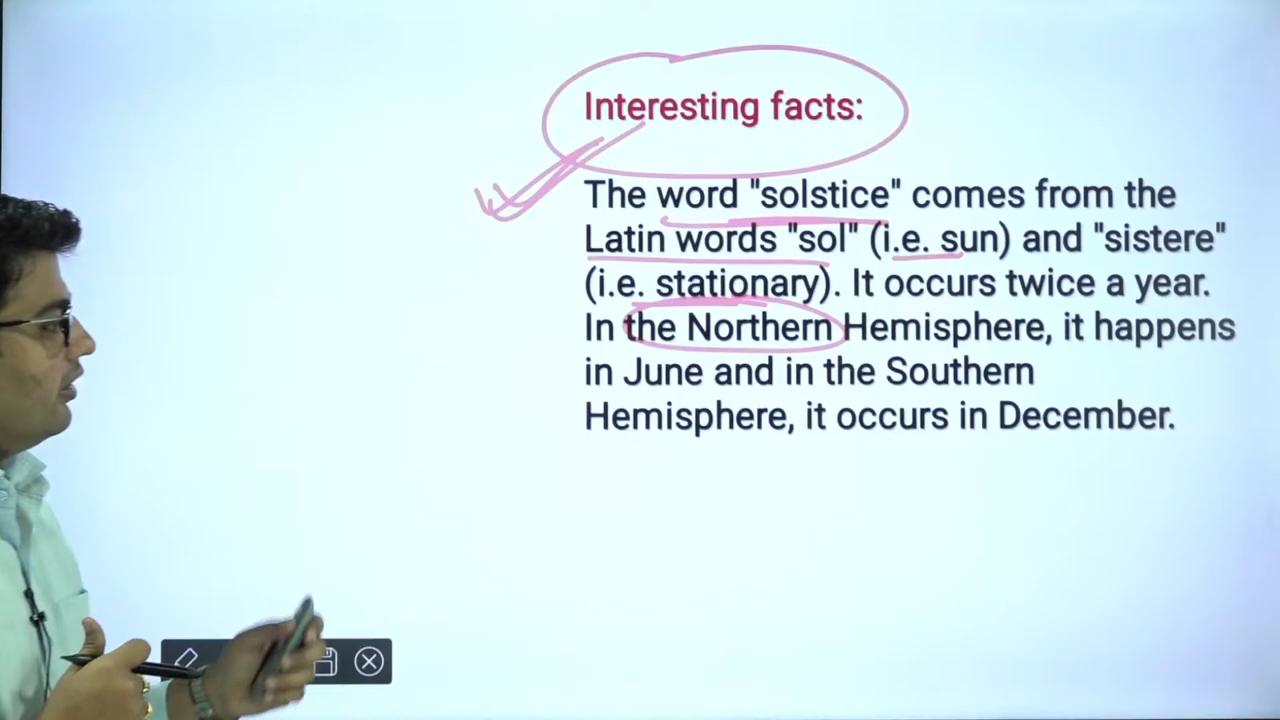 Interesting facts:
The word "solstice" comes from the
Latin words "sol" (i.e. sun) and "sistere"
(i.e. stationary). It occurs twice a year.
In the Northern Hemisphere, it happens
in June and in the Southern
Hemisphere, it occurs in December.